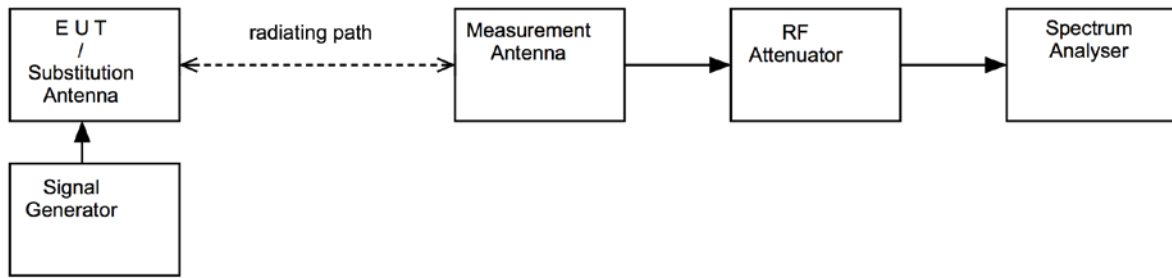 E U T
/
Substitution
Antenna
radiating path
Measurement
Antenna
RF
Attenuator
Spectrum
Analyser
Signal
Generator